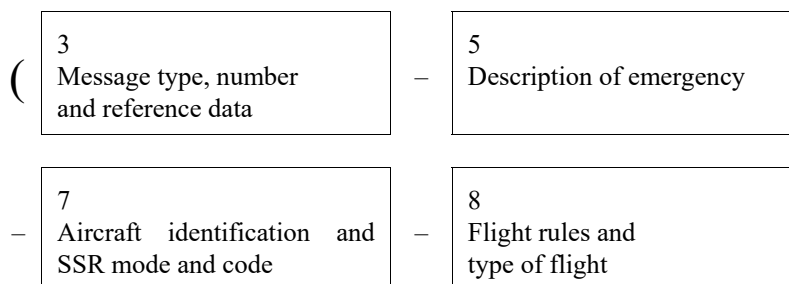 (
3
Message type, number
and reference data
–
5
Description of emergency
–
7
Aircraft identification and
SSR mode and code
–
8
Flight rules and
type of flight